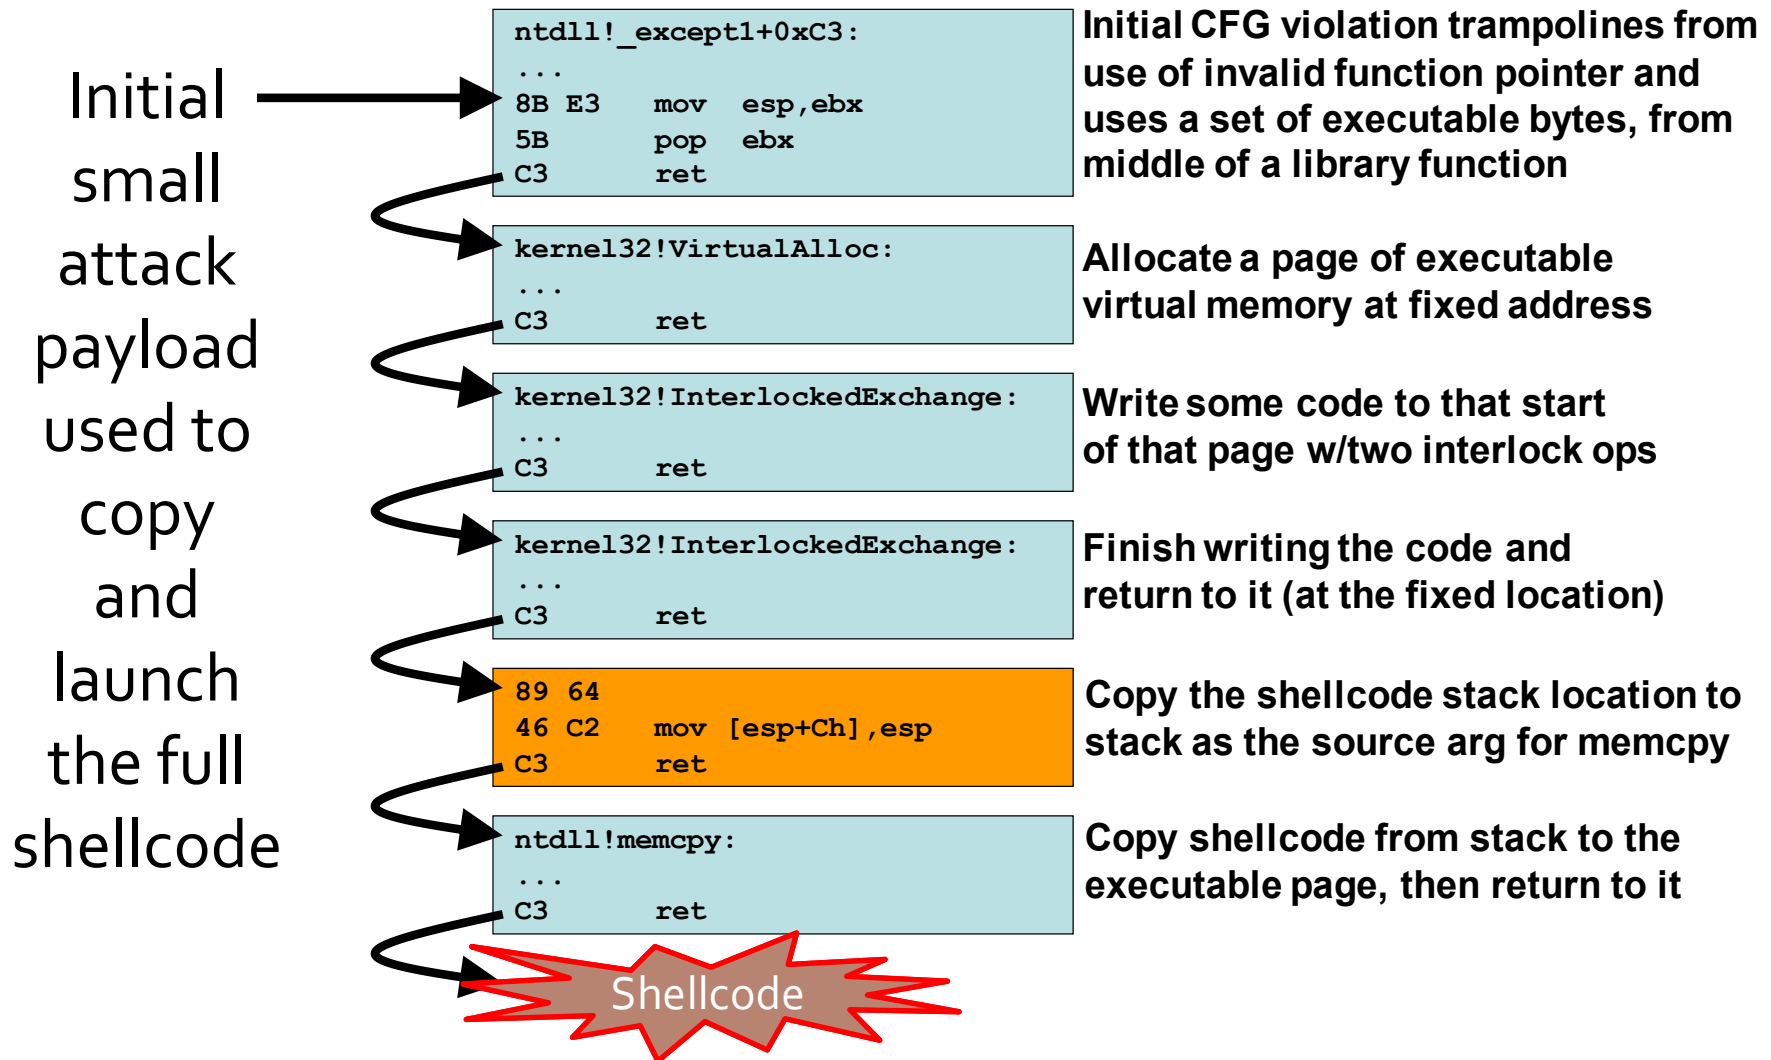 Initial
small
attack
payload
used to
copy
and
launch
the full
shellcode
ntdll!_except1+0xC3:
...
8B E3 mov esp,ebx
5B pop ebx
C3 ret
Initial CFG violation trampolines from
use of invalid function pointer and
uses a set of executable bytes, from
middle of a library function
kernel32!VirtualAlloc:
...
C3 ret
Allocate a page of executable
virtual memory at fixed address
kernel32!InterlockedExchange:
...
C3 ret
Write some code to that start
of that page w/two interlock ops
kernel32!InterlockedExchange:
...
C3 ret
Finish writing the code and
return to it (at the fixed location)
89 64
46 C2 mov [esp+Ch],esp
C3 ret
Copy the shellcode stack location to
stack as the source arg for memcpy
ntdll!memcpy:
...
C3 ret
Copy shellcode from stack to the
executable page, then return to it
Shellcode